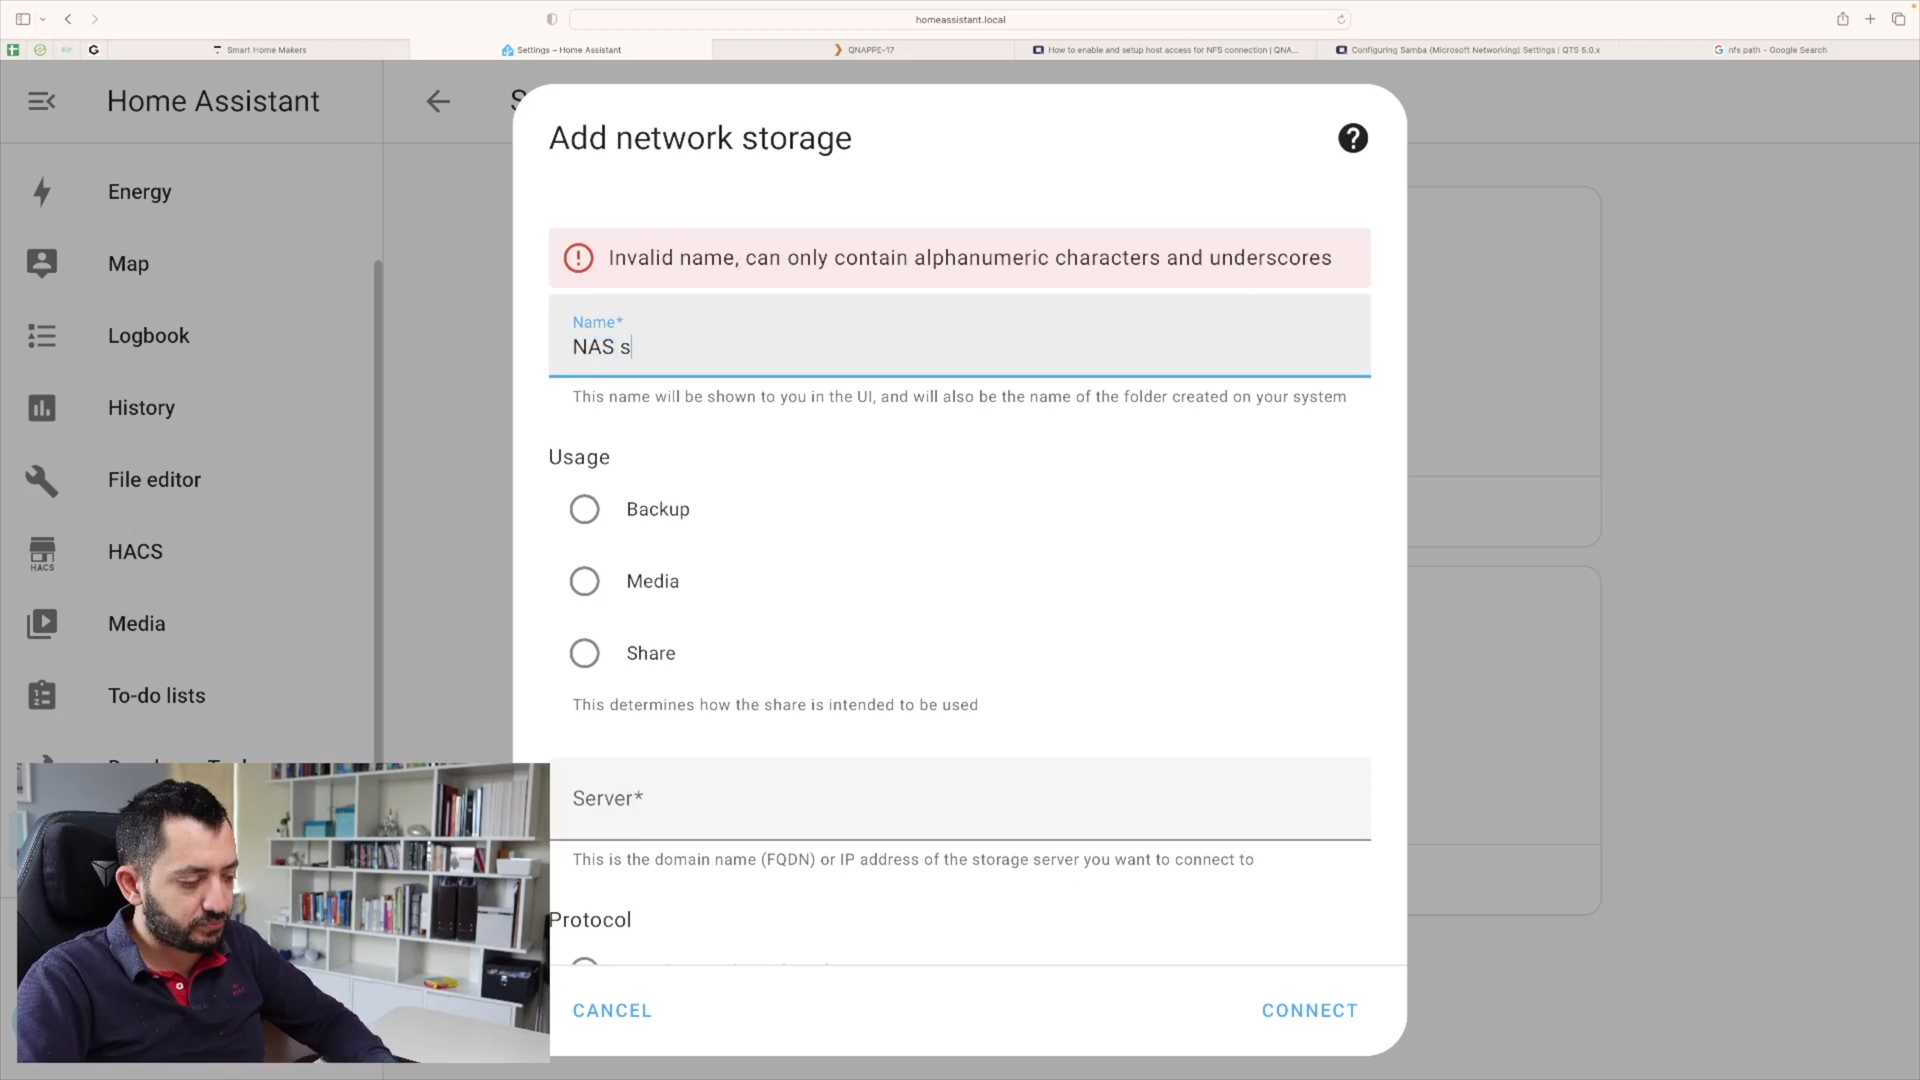 homeassistant.local
Smart Home Makers
Settings – Home Assistant
QNAPPE-17
How to enable and setup host access for NFS connection | QNA...
Configuring Samba (Microsoft Networking) Settings | QTS 5.0.x
nfs path - Google Search
Home Assistant
Add network storage
Energy
Map
Logbook
History
File editor
HACS
HACS
Media
To-do lists
Invalid name, can only contain alphanumeric characters and underscores
Name*
NAS s
This name will be shown to you in the UI, and will also be the name of the folder created on your system
Usage
Backup
Media
Share
This determines how the share is intended to be used
Server*
This is the domain name (FQDN) or IP address of the storage server you want to connect to
Protocol
CANCEL
CONNECT